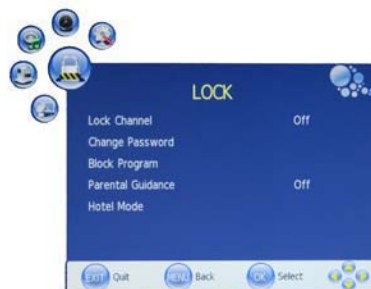 LOCK
Lock Channel Off
Change Password
Block Program
Parental Guidance Off
Hotel Mode
EXIT Quit MENU Back OK Select